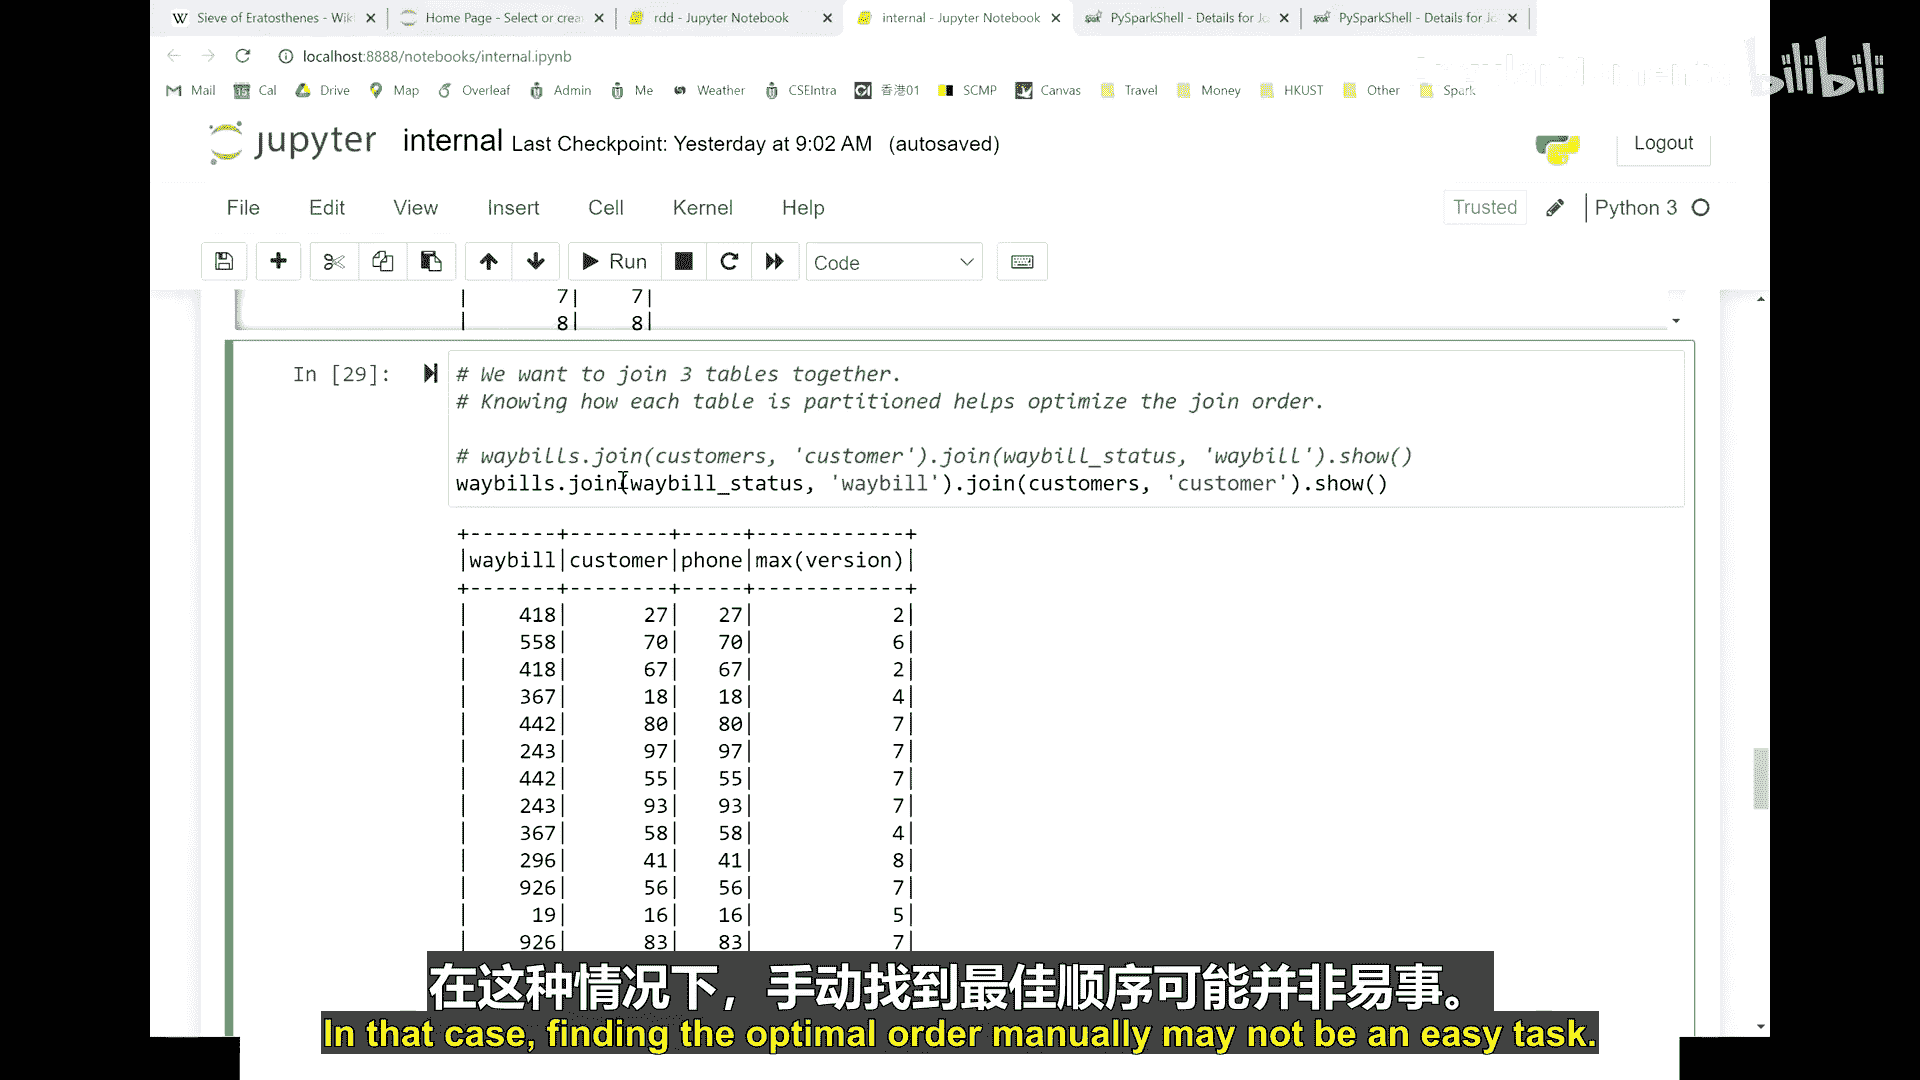 Sieve of Eratosthenes - Wiki
Home Page - Select or crea
rdd - Jupyter Notebook
internal - Jupyter Notebook
PySparkShell - Details for Jo
PySparkShell - Details for Jo
localhost:8888/notebooks/internal.ipynb
bilibili
Mail Cal Drive Map Overleaf Admin Me Weather CSEIntra 香港01 SCMP Canvas Travel Money HKUST Other Spark
jupyter internal Last Checkpoint: Yesterday at 9:02 AM (autosaved)
Logout
File Edit View Insert Cell Kernel Help
Trusted Python 3
Run Code
| 7| 7|
| 8| 8|
In [29]:
# We want to join 3 tables together.
# Knowing how each table is partitioned helps optimize the join order.
# waybills.join(customers, 'customer').join(waybill_status, 'waybill').show()
waybills.join(waybill_status, 'waybill').join(customers, 'customer').show()
+-------+--------+-----+------------+
|waybill|customer|phone|max(version)|
+-------+--------+-----+------------+
| 418| 27| 27| 2|
| 558| 70| 70| 6|
| 418| 67| 67| 2|
| 367| 18| 18| 4|
| 442| 80| 80| 7|
| 243| 97| 97| 7|
| 442| 55| 55| 7|
| 243| 93| 93| 7|
| 367| 58| 58| 4|
| 296| 41| 41| 8|
| 926| 56| 56| 7|
| 19| 16| 16| 5|
| 926| 83| 83| 7|
在这种情况下，手动找到最佳顺序可能并非易事。
In that case, finding the optimal order manually may not be an easy task.